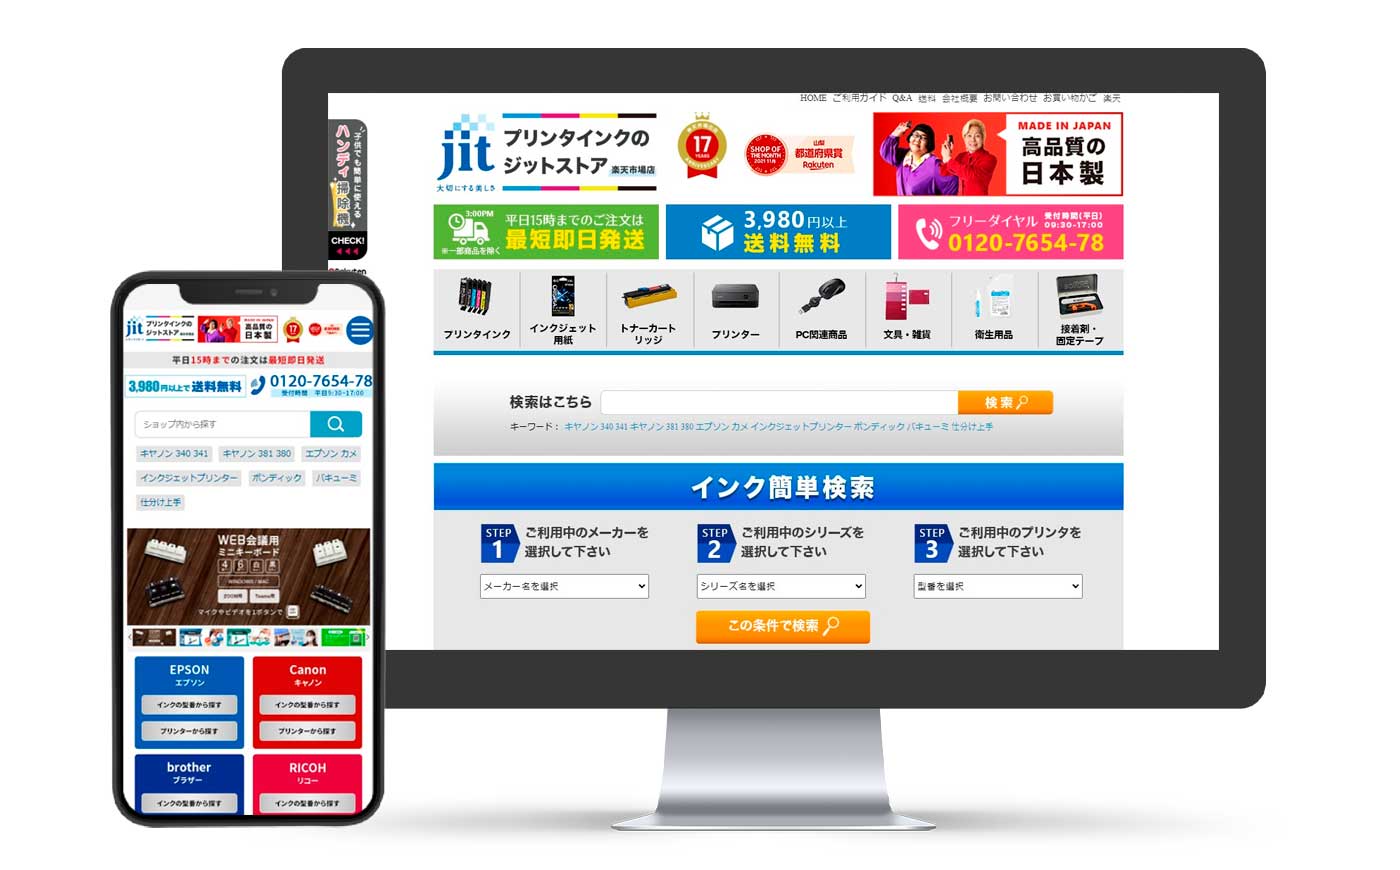 HOME ご利用ガイド Q&A 送料 会社概要 お問い合わせ お買い物かご 楽天
jit
大切にする美しさ
プリンタインクの
ジットストア 楽天市場店
17
YEARS
ANNIVERSARY
SHOP OF
THE MONTH
2021 11月
山梨
都道府県賞
Rakuten
MADE IN JAPAN
高品質の
日本製
子供でも簡単に使える
ハンディ掃除機
CHECK!
Rakuten
3:00PM
平日15時までのご注文は
最短即日発送
※一部商品を除く
3,980円以上
送料無料
フリーダイヤル 受付時間(平日)
09:30-17:00
0120-7654-78
プリンタインク
インクジェット
用紙
トナーカート
リッジ
プリンター
PC関連商品
文具・雑貨
衛生用品
接着剤・
固定テープ
検索はこちら
検索
キーワード： キヤノン 340 341 キヤノン 381 380 エプソン カメ インクジェットプリンター ボンディック バキューミ 仕分け上手
インク簡単検索
STEP
1
ご利用中のメーカーを
選択して下さい
メーカー名を選択
STEP
2
ご利用中のシリーズを
選択して下さい
シリーズ名を選択
STEP
3
ご利用中のプリンタを
選択して下さい
型番を選択
この条件で検索
jit
プリンタインクの
ジットストア
MADE IN JAPAN
高品質の
日本製
17
平日15時までの注文は最短即日発送
3,980円以上で送料無料
0120-7654-78
受付時間 平日9:30~17:00
ショップ内から探す
キヤノン 340 341
キヤノン 381 380
エプソン カメ
インクジェットプリンター
ボンディック
バキューミ
仕分け上手
WEB会議用
ミニキーボード
4
6
白
黒
WINDOWS / MAC
ZOOM用
Teams用
マイクやビデオを1ボタンで
EPSON
エプソン
インクの型番から探す
プリンターから探す
Canon
キャノン
インクの型番から探す
プリンターから探す
brother
ブラザー
インクの型番から探す
RICOH
リコー
インクの型番から探す